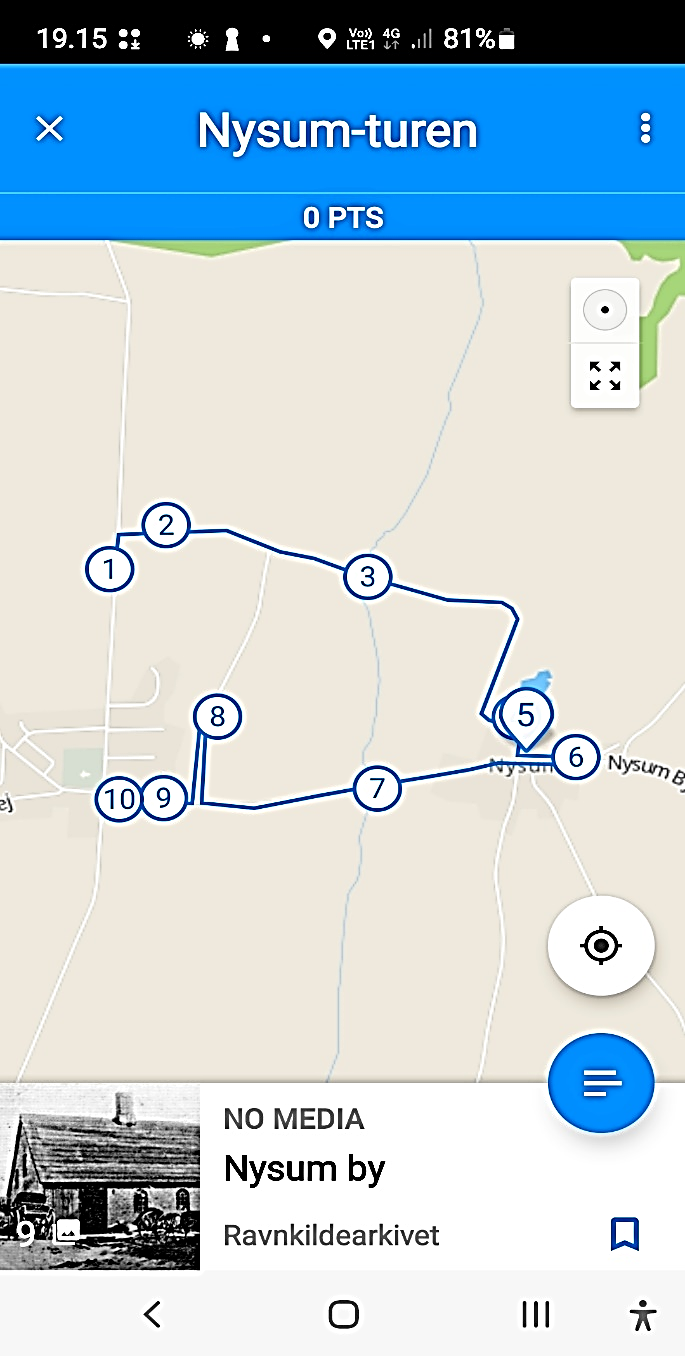 19.15 Vo)) LTE1 4G 81%
Nysum-turen
0 PTS
2
1
3
8
5
6
Nysum
Nysum B
10 9
7
ej
NO MEDIA
Nysum by
9
Ravnkildearkivet